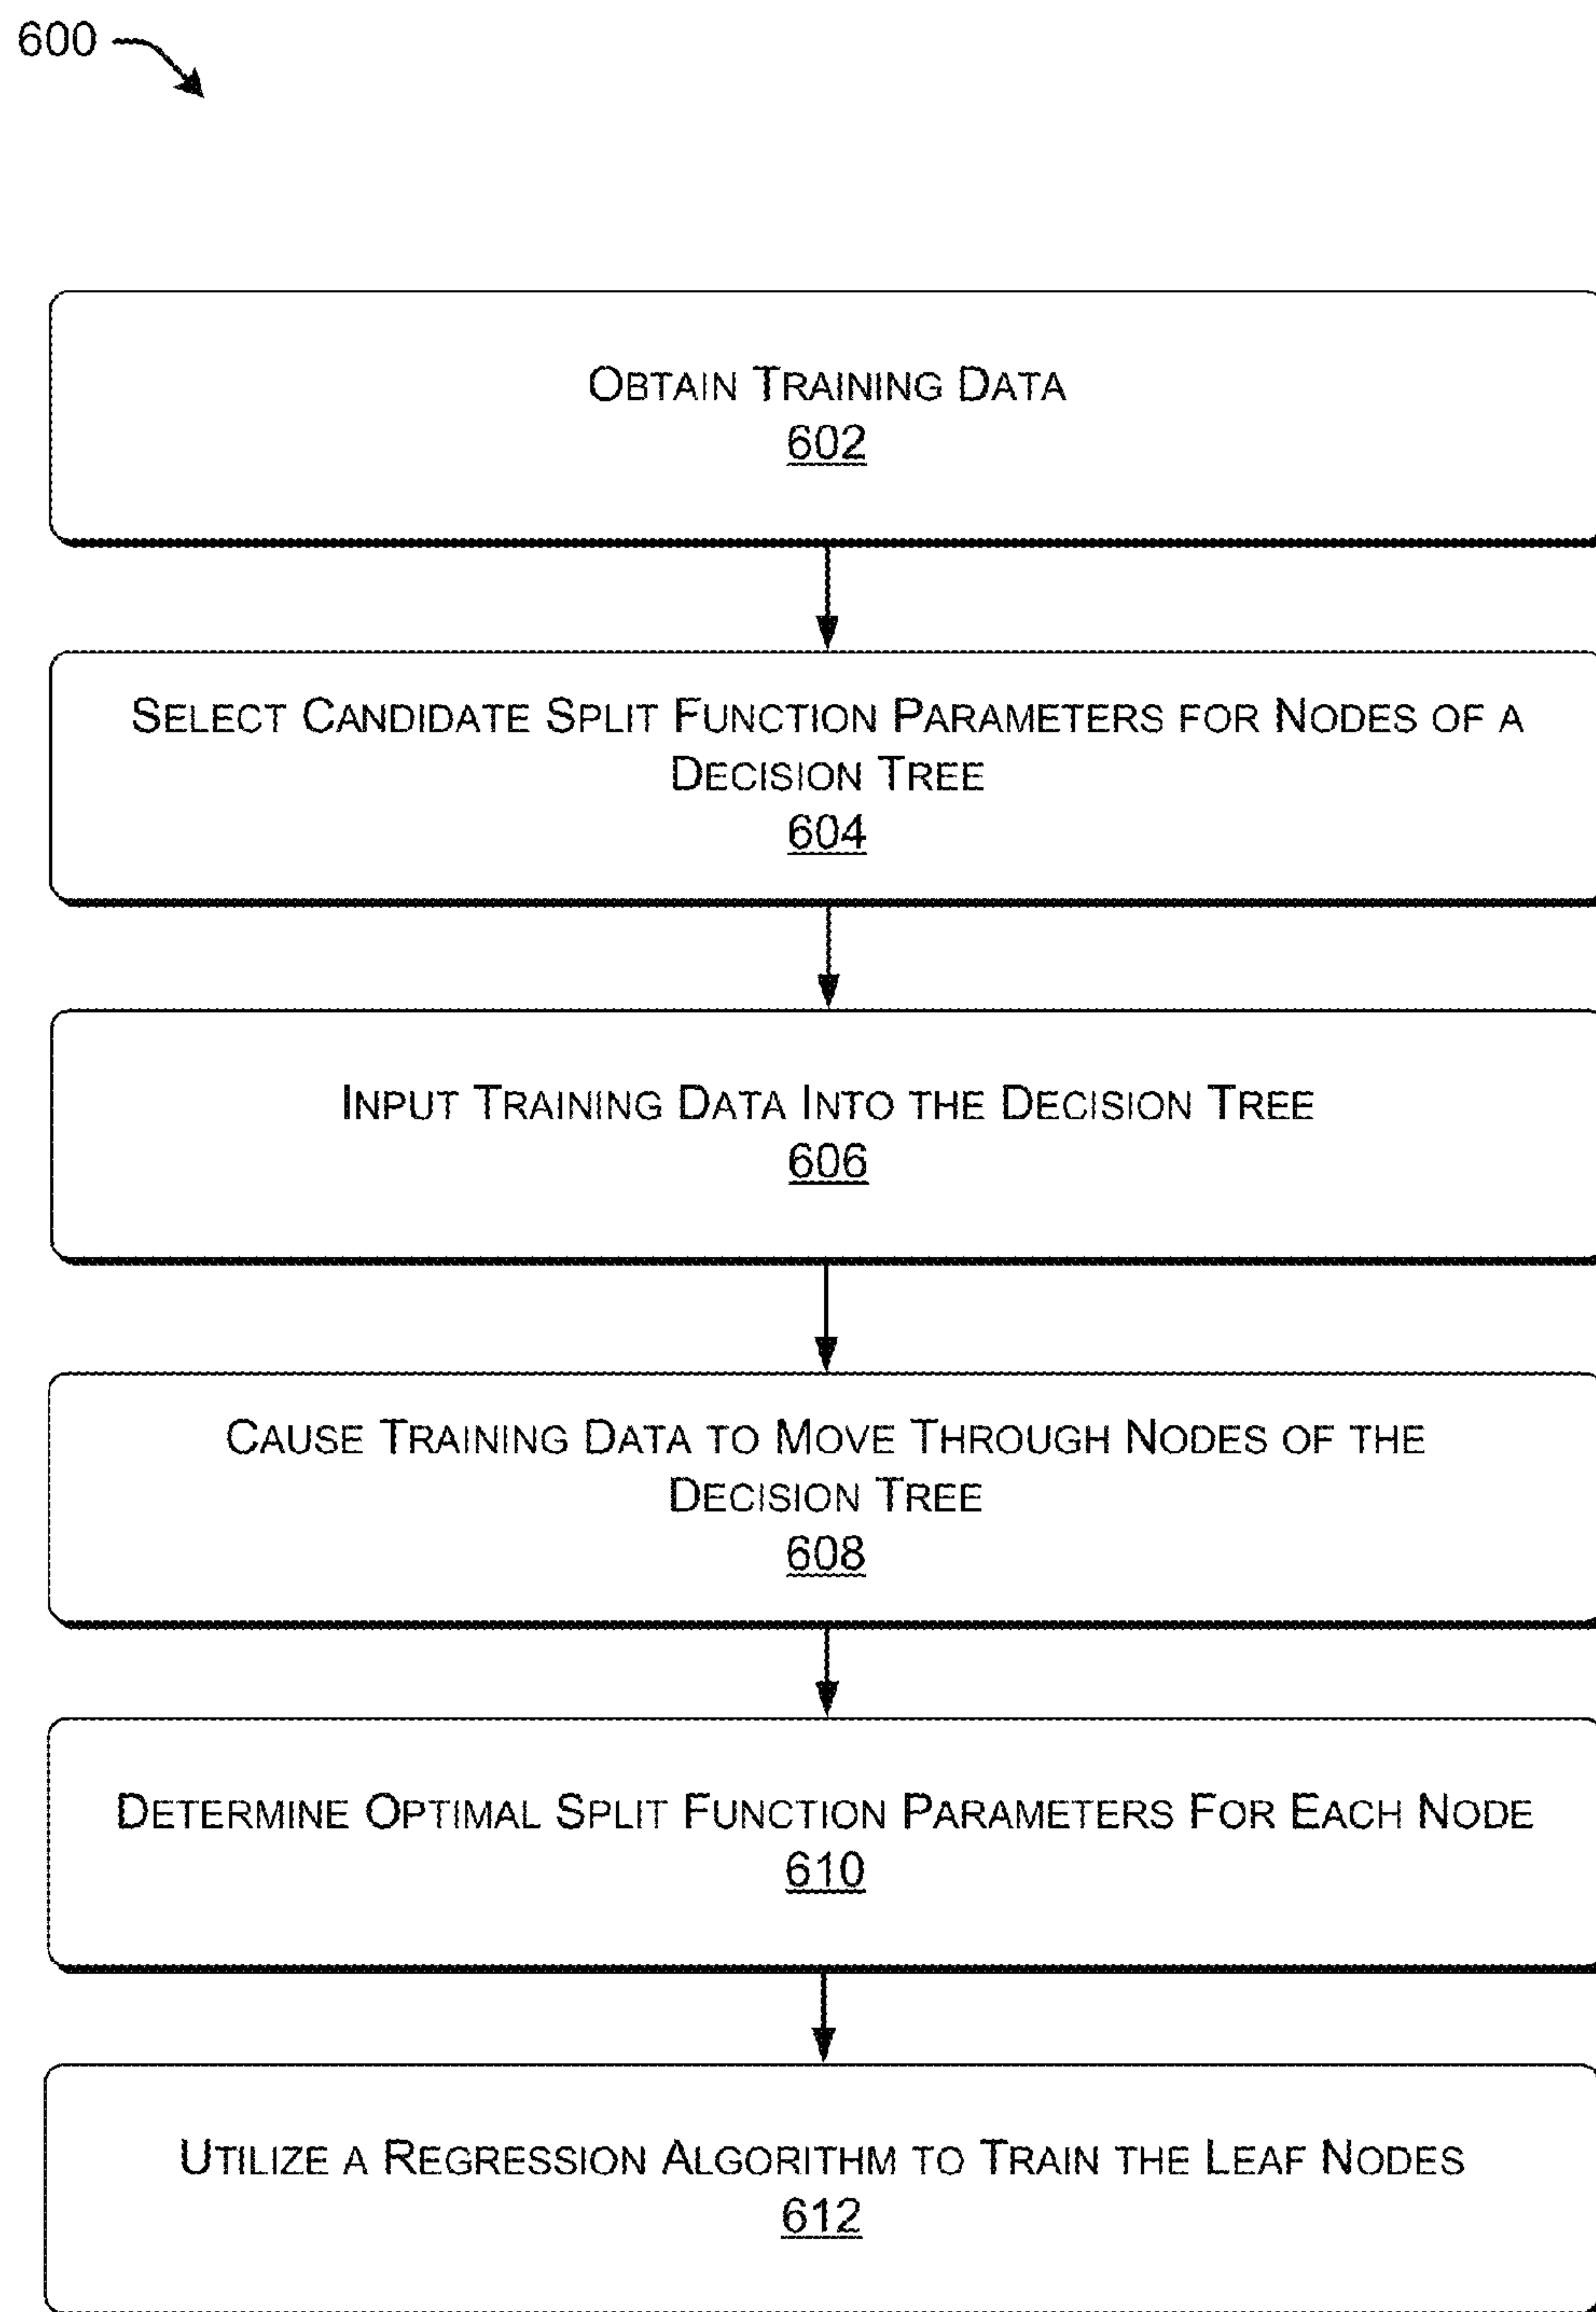 600
OBTAIN TRAINING DATA
602
SELECT CANDIDATE SPLIT FUNCTION PARAMETERS FOR NODES OF A
DECISION TREE
604
INPUT TRAINING DATA INTO THE DECISION TREE
606
CAUSE TRAINING DATA TO MOVE THROUGH NODES OF THE
DECISION TREE
608
DETERMINE OPTIMAL SPLIT FUNCTION PARAMETERS FOR EACH NODE
610
UTILIZE A REGRESSION ALGORITHM TO TRAIN THE LEAF NODES
612